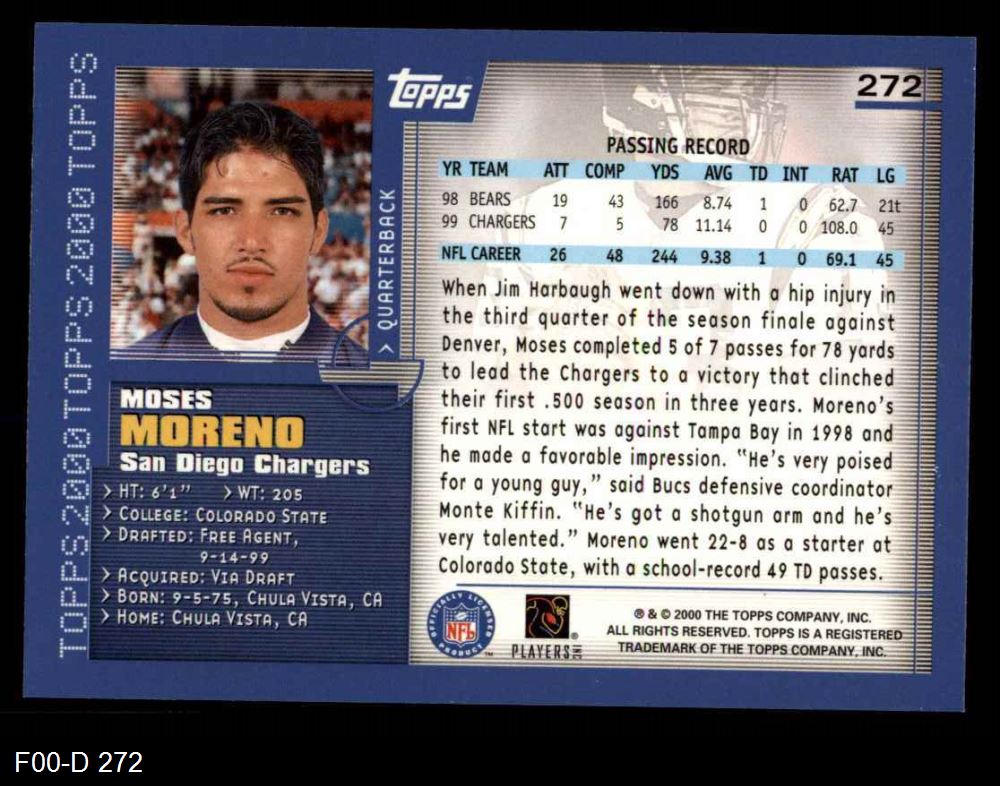 TOPPS2000TOPPS2000TOPPS2000TOPPS
Topps
272
QUARTERBACK
MOSES
MORENO
San Diego Chargers
> HT: 6'1" > WT: 205
> COLLEGE: COLORADO STATE
> DRAFTED: FREE AGENT,
9-14-99
> ACQUIRED: VIA DRAFT
> BORN: 9-5-75, CHULA VISTA, CA
> HOME: CHULA VISTA, CA
PASSING RECORD
YR TEAM ATT COMP YDS AVG TD INT RAT LG
98 BEARS 19 43 166 8.74 1 0 62.7 21t
99 CHARGERS 7 5 78 11.14 0 0 108.0 45
NFL CAREER 26 48 244 9.38 1 0 69.1 45
When Jim Harbaugh went down with a hip injury in
the third quarter of the season finale against
Denver, Moses completed 5 of 7 passes for 78 yards
to lead the Chargers to a victory that clinched
their first .500 season in three years. Moreno's
first NFL start was against Tampa Bay in 1998 and
he made a favorable impression. "He's very poised
for a young guy," said Bucs defensive coordinator
Monte Kiffin. "He's got a shotgun arm and he's
very talented." Moreno went 22-8 as a starter at
Colorado State, with a school-record 49 TD passes.
OFFICIALLY LICENSED
NFL
PRODUCT
™
PLAYERS INC
®
® & © 2000 THE TOPPS COMPANY, INC.
ALL RIGHTS RESERVED. TOPPS IS A REGISTERED
TRADEMARK OF THE TOPPS COMPANY, INC.
F00-D 272